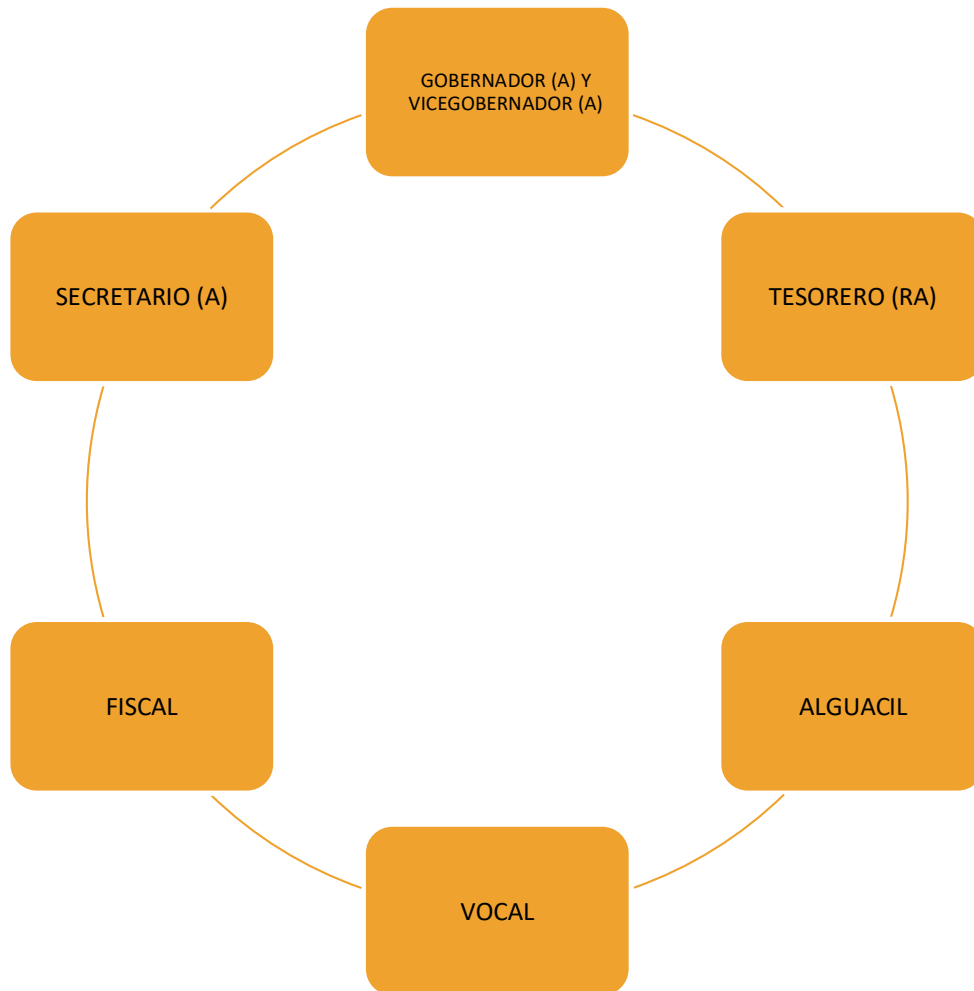 GOBERNADOR (A) Y
VICEGOBERNADOR (A)
SECRETARIO (A)
TESORERO (RA)
FISCAL
ALGUACIL
VOCAL